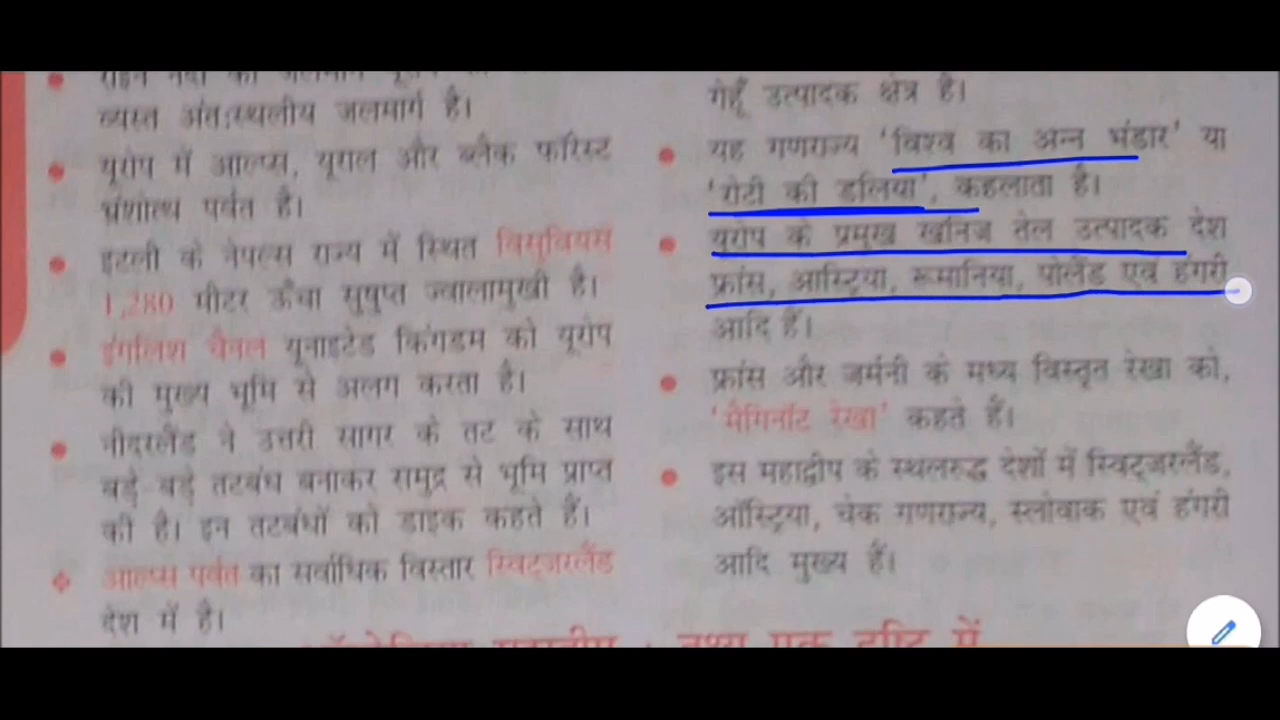 व्यस्त अंतःस्थलीय जलमार्ग है।
यूरोप में आल्प्स, यूराल और ब्लैक फॉरेस्ट
भ्रंशोत्थ पर्वत है।
इटली के नेपल्स राज्य में स्थित विसुवियस
1,280 मीटर ऊँचा सुषुप्त ज्वालामुखी है।
इंगलिश चैनल यूनाइटेड किंगडम को यूरोप
की मुख्य भूमि से अलग करता है।
नीदरलैंड ने उत्तरी सागर के तट के साथ
बड़े-बड़े तटबंध बनाकर समुद्र से भूमि प्राप्त
की है। इन तटबंधों को डाइक कहते हैं।
आल्प्स पर्वत का सर्वाधिक विस्तार स्विट्जरलैंड
देश में है।
गेहूँ उत्पादक क्षेत्र है।
यह गणराज्य 'विश्व का अन्न भंडार' या
'रोटी की डलिया', कहलाता है।
यूरोप के प्रमुख खनिज तेल उत्पादक देश
फ्रांस, आस्ट्रिया, रूमानिया, पोलैंड एवं हंगरी
आदि हैं।
फ्रांस और जर्मनी के मध्य विस्तृत रेखा को,
'मैगिनॉट रेखा' कहते हैं।
इस महाद्वीप के स्थलरुद्ध देशों में स्विट्जरलैंड,
ऑस्ट्रिया, चेक गणराज्य, स्लोवाक एवं हंगरी
आदि मुख्य हैं।